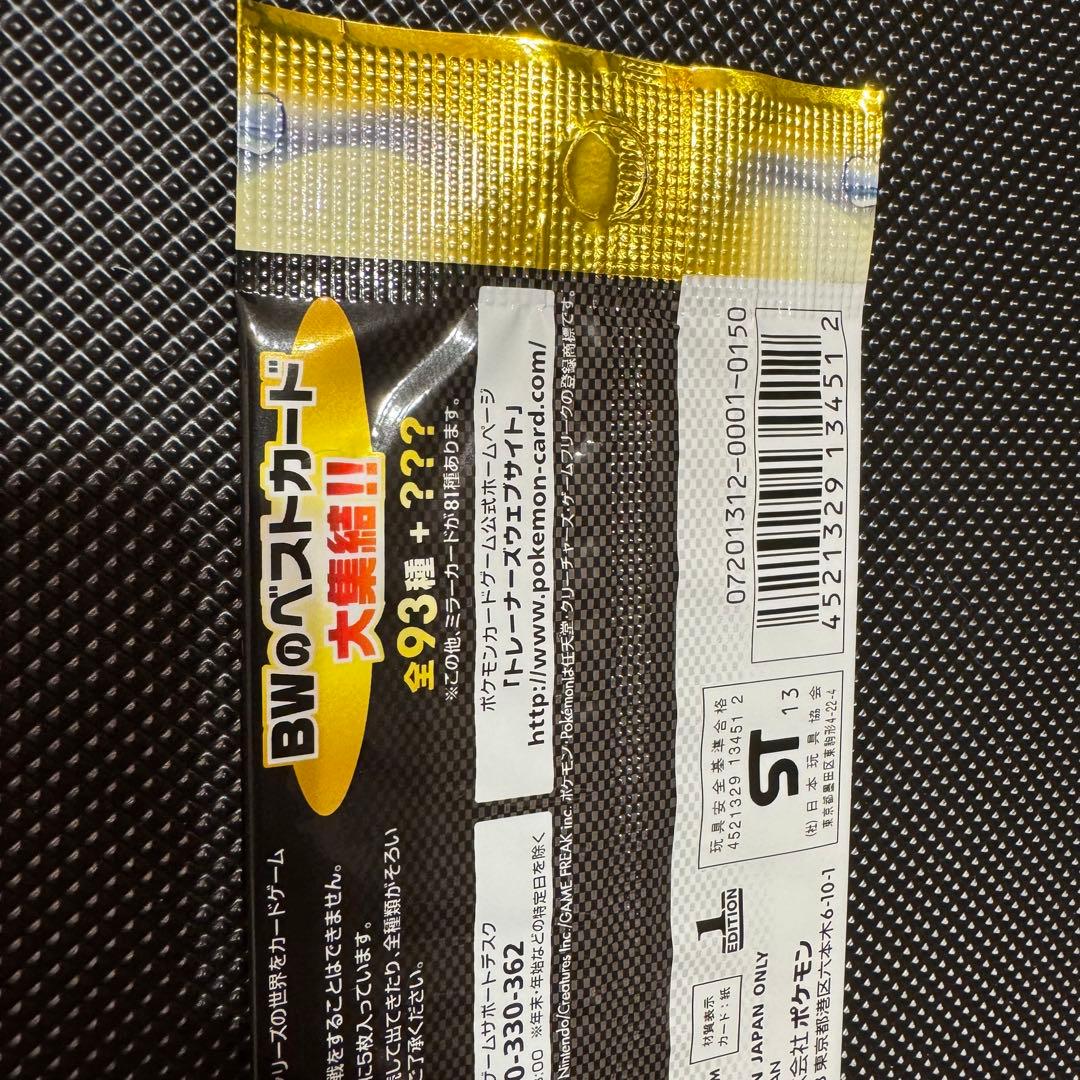 BWのベストカード
大集結!!
全93種+???
※この他、ミラーカードが81種あります。
リーズの世界をカードゲーム
戦をすることはできません。
に5枚入っています。
して出てきたり、全種類がそろい
ご了承ください。
ポケモンカードゲーム公式ホームページ
「トレーナーズウェブサイト」
http://www.pokemon-card.com/
ゲームサポートデスク
0-330-362
:00 ※年末・年始などの特定日を除く
Nintendo/Creatures Inc./GAME FREAK inc. ポケモン・Pokémonは任天堂・クリーチャーズ・ゲームフリークの登録商標です。
07201312-0001-0150
4 521329 134512
玩具安全基準合格
4521329 13451 2
ST 13
(社)日本玩具協会
東京都墨田区東駒形4-22-4
1
EDITION
材質表示
カード:紙
JAPAN ONLY
会社ポケモン
東京都港区六本木6-10-1